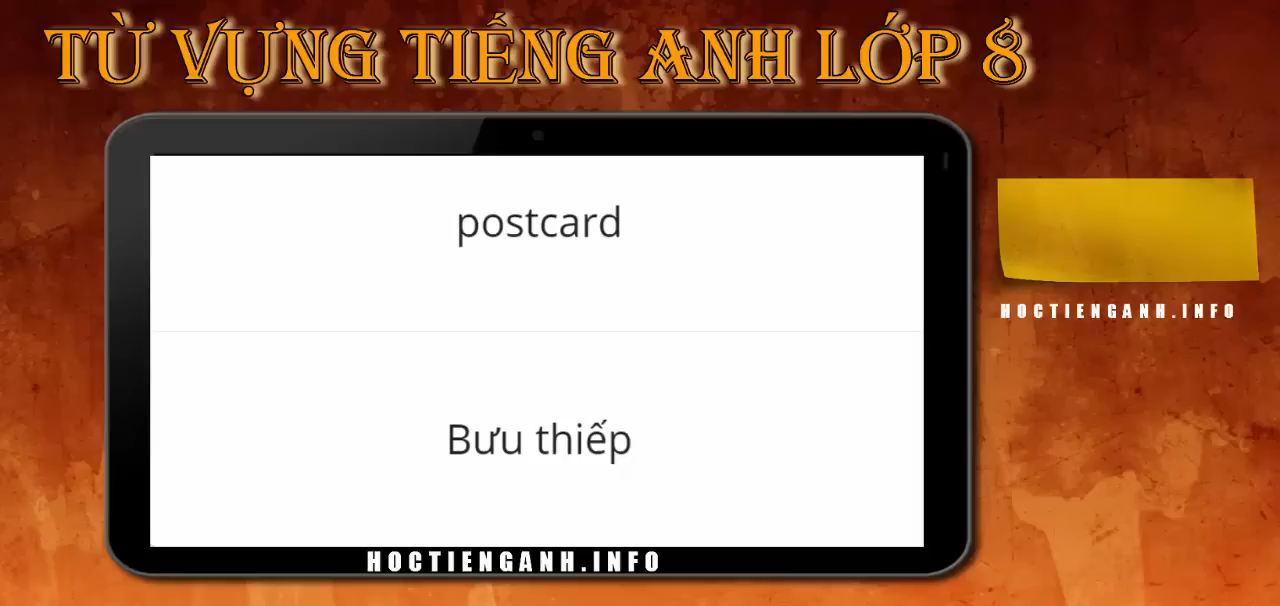 TỪ VỰNG TIẾNG ANH LỚP 8
postcard
HOCTIENGANH.INFO
Bưu thiếp
HOCTIENGANH.INFO